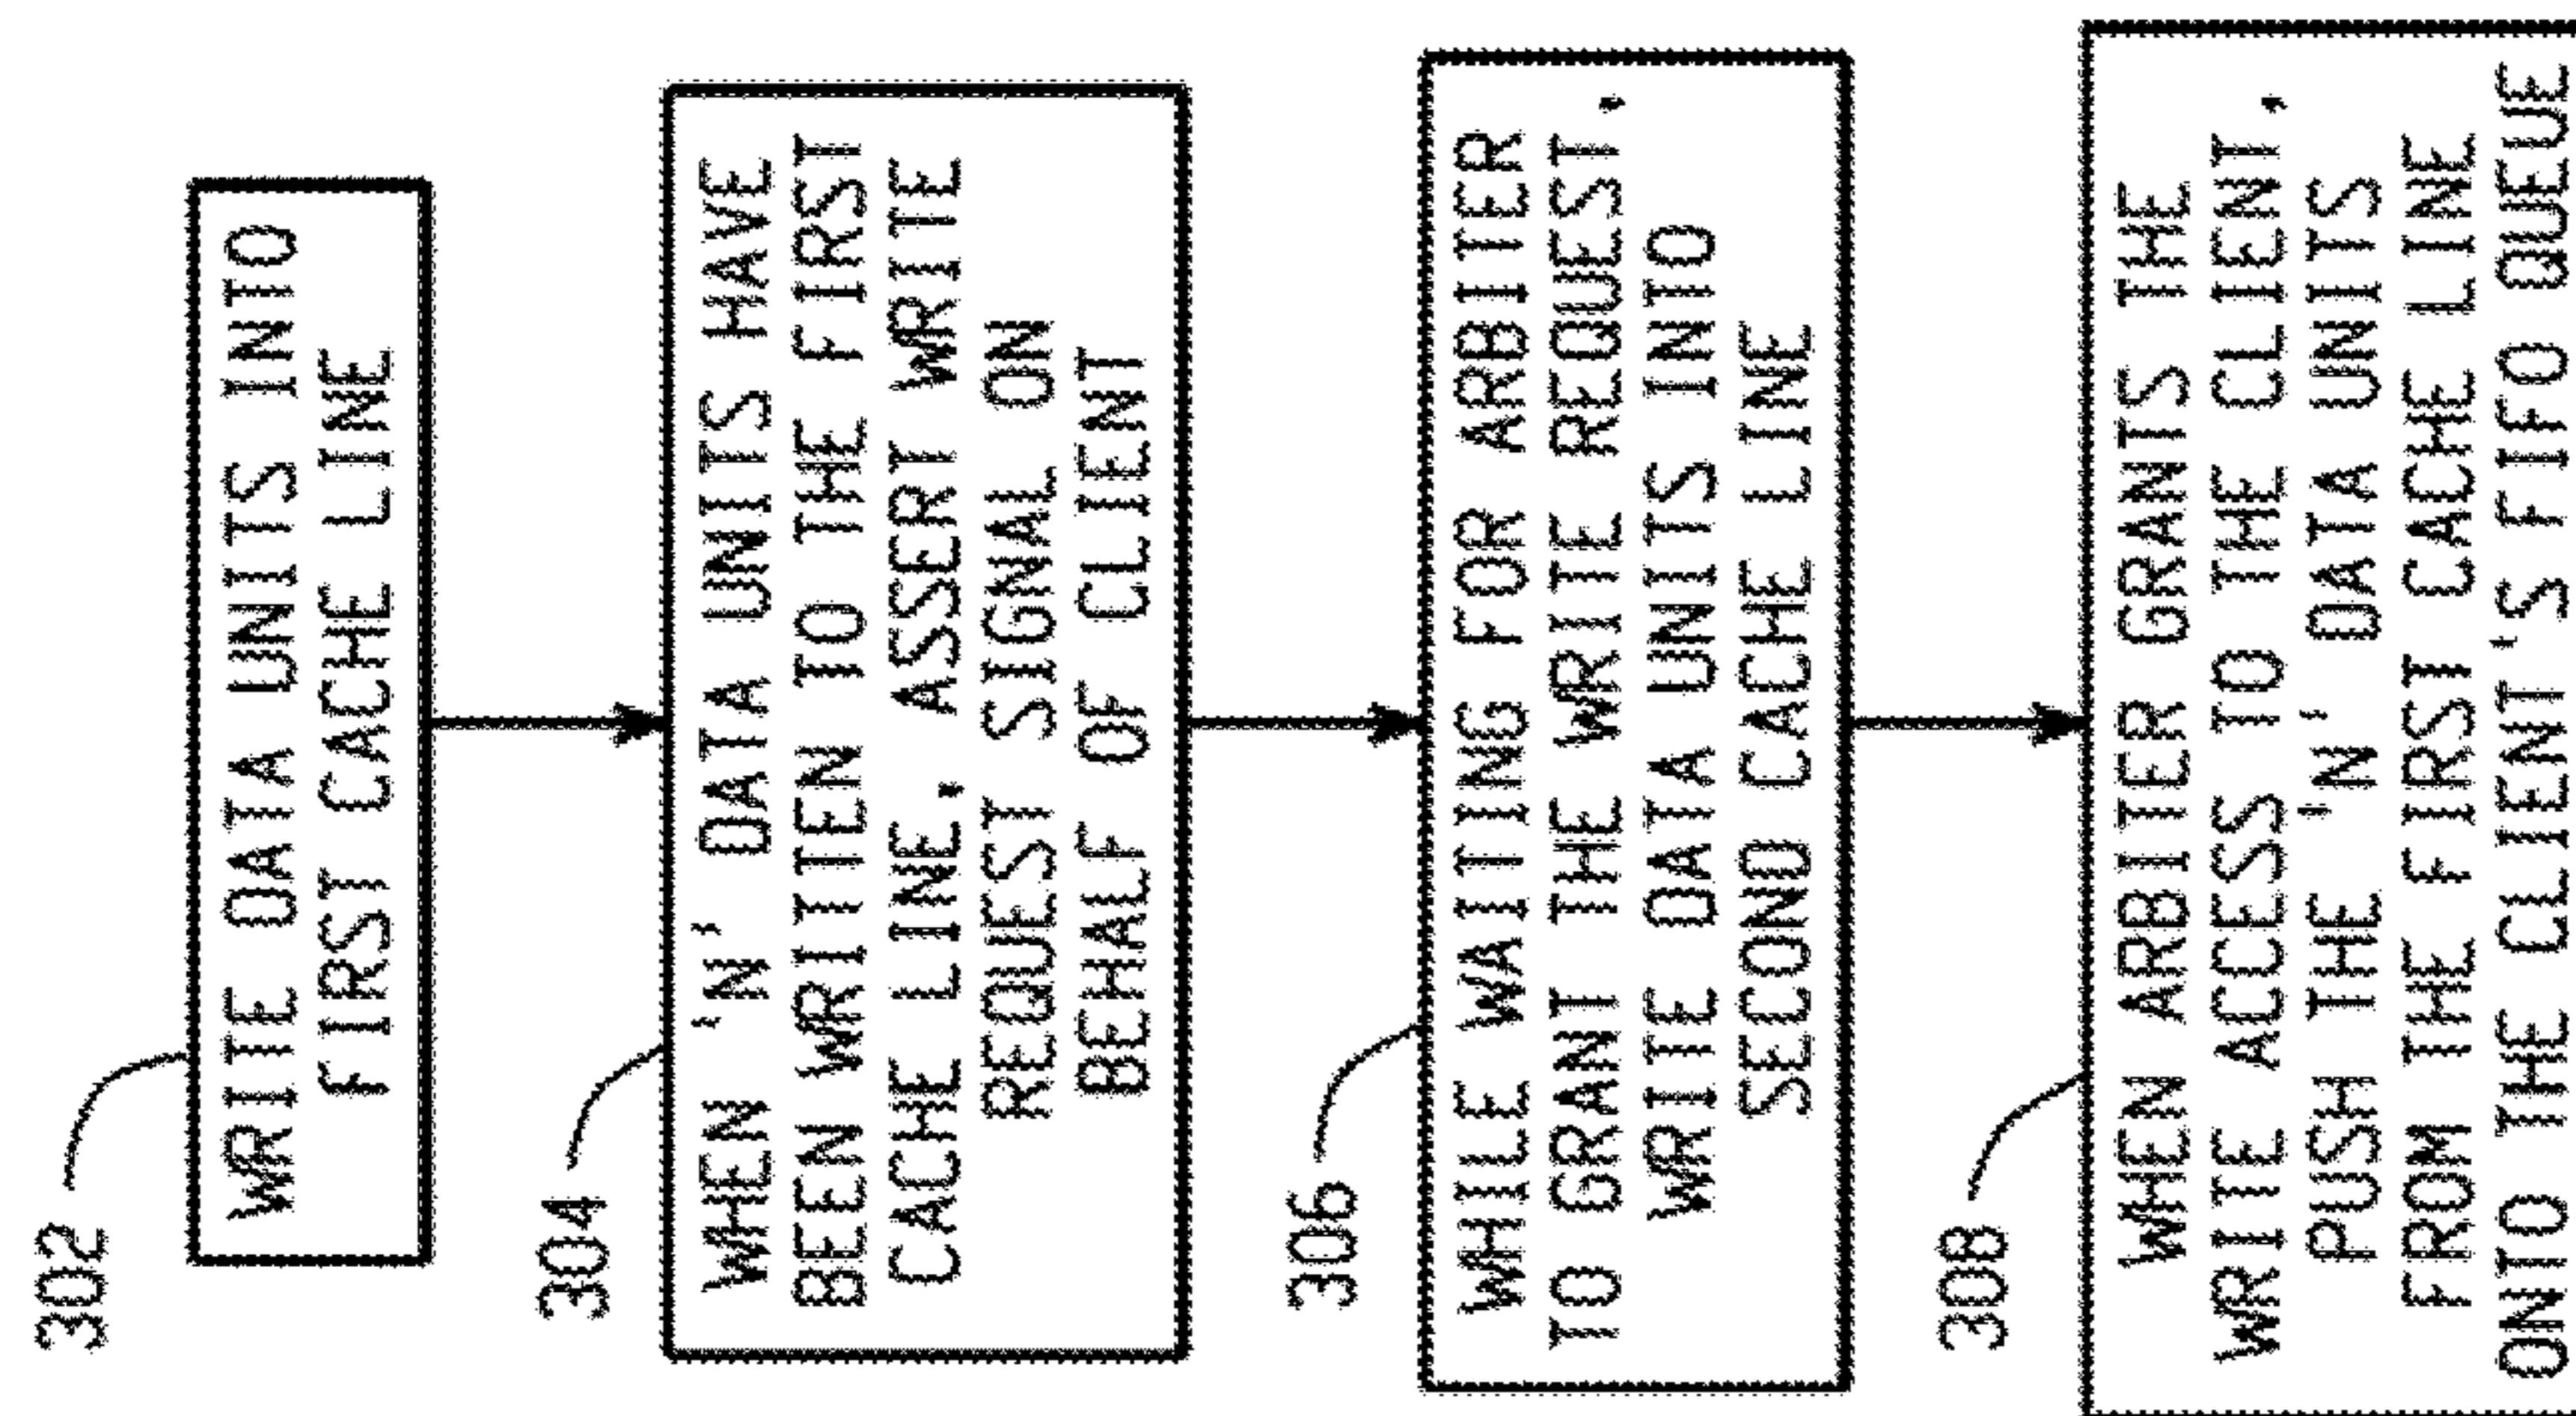 302
WRITE DATA UNITS INTO
FIRST CACHE LINE
304
WHEN 'N' DATA UNITS HAVE
BEEN WRITTEN TO THE FIRST
CACHE LINE, ASSERT WRITE
REQUEST SIGNAL ON
BEHALF OF CLIENT
306
WHILE WAITING FOR ARBITER
TO GRANT THE WRITE REQUEST,
WRITE DATA UNITS INTO
SECOND CACHE LINE
308
WHEN ARBITER GRANTS THE
WRITE ACCESS TO THE CLIENT,
PUSH THE 'N' DATA UNITS
FROM THE FIRST CACHE LINE
ONTO THE CLIENT'S FIFO QUEUE